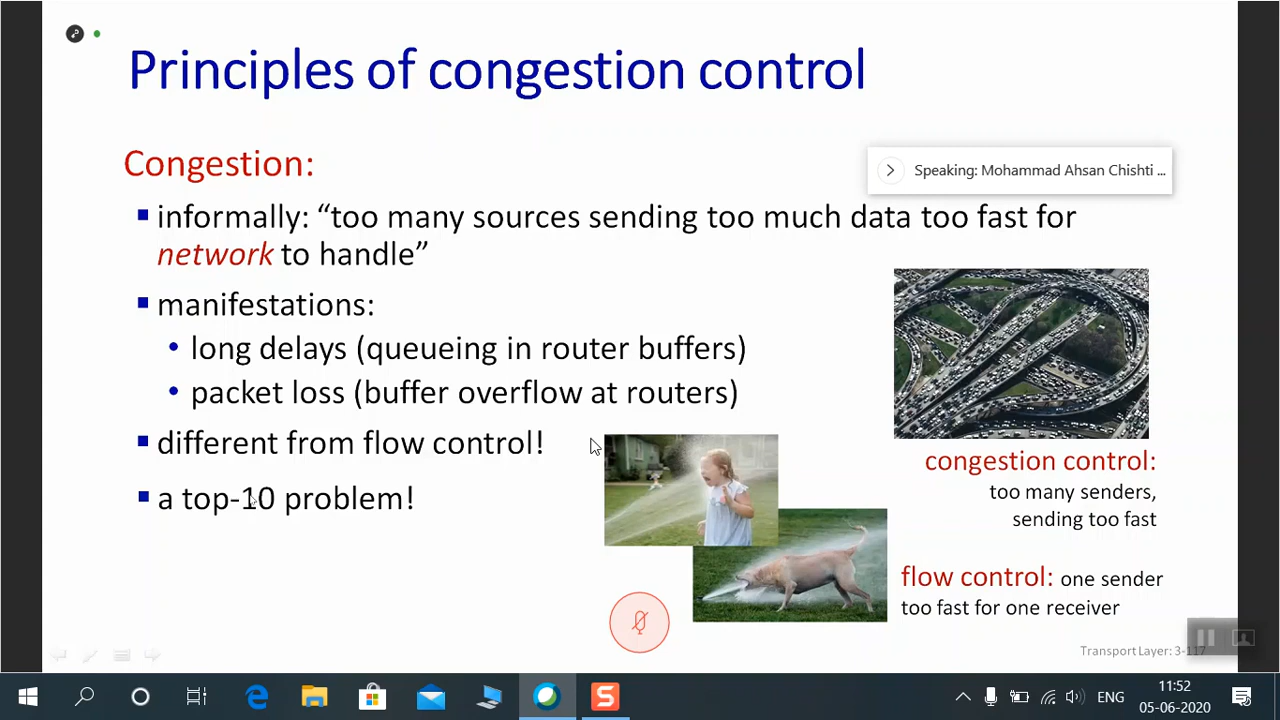 Principles of congestion control
Congestion:
Speaking: Mohammad Ahsan Chishti ...
informally: “too many sources sending too much data too fast for
network to handle”
manifestations:
long delays (queueing in router buffers)
packet loss (buffer overflow at routers)
different from flow control!
a top-10 problem!
congestion control:
too many senders,
sending too fast
flow control: one sender
too fast for one receiver
Transport Layer: 3-117
ENG
11:52
05-06-2020